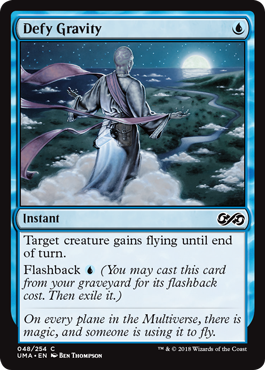 Defy Gravity
Instant
Target creature gains flying until end
of turn.
Flashback (You may cast this card
from your graveyard for its flashback
cost. Then exile it.)
On every plane in the Multiverse, there
is magic, and someone is using it to fly.
048/254 C
UMA • EN Ben Thompson
™ & © 2018 Wizards of the Coast